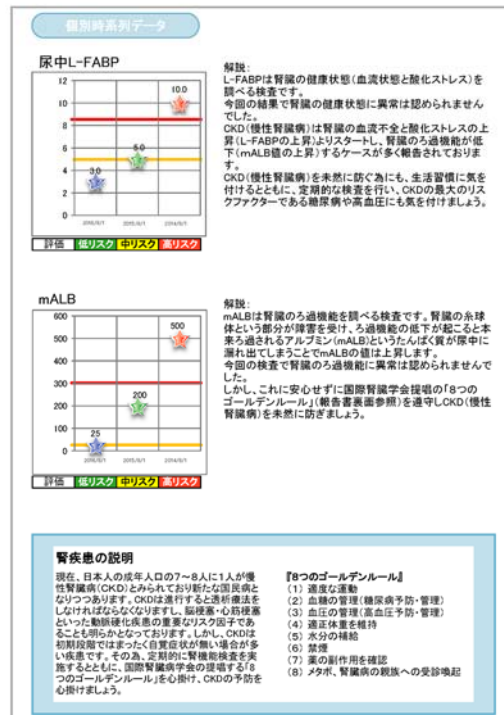 個別時系列データ
尿中L-FABP
12
10
8
6
4
2
0
3.0
5.0
10.0
2016/8/1 2015/8/1 2014/8/1
評価 低リスク 中リスク 高リスク
解説:
L-FABPは腎臓の健康状態(血流状態と酸化ストレス)を
調べる検査です。
今回の結果で腎臓の健康状態に異常は認められません
でした。
CKD(慢性腎臓病)は腎臓の血流不全と酸化ストレスの上
昇(L-FABPの上昇)よりスタートし、腎臓のろ過機能が低
下(mALB値の上昇)するケースが多く報告されておりま
す。
CKD(慢性腎臓病)を未然に防ぐ為にも、生活習慣に気を
付けるとともに、定期的な検査を行い、CKDの最大のリス
クファクターである糖尿病や高血圧にも気を付けましょう。
mALB
600
500
400
300
200
100
0
25
200
500
2016/8/1 2015/8/1 2014/8/1
評価 低リスク 中リスク 高リスク
解説:
mALBは腎臓のろ過機能を調べる検査です。腎臓の糸球
体という部分が障害を受け、ろ過機能の低下が起こると本
来ろ過されるアルブミン(mALB)というたんぱく質が尿中に
漏れ出てしまうことでmALBの値は上昇します。
今回の検査で腎臓のろ過機能に異常は認められませんで
した。
しかし、これに安心せずに国際腎臓学会提唱の「8つの
ゴールデンルール」(報告書裏面参照)を遵守しCKD(慢性
腎臓病)を未然に防ぎましょう。
腎疾患の説明
現在、日本人の成年人口の7～8人に1人が慢
性腎臓病(CKD)とみられており新たな国民病と
なりつつあります。CKDは進行すると透析療法を
しなければならなくなりますし、脳梗塞・心筋梗塞
といった動脈硬化疾患の重要なリスク因子であ
ることも明らかとなっております。しかし、CKDは
初期段階ではまったく自覚症状が無い場合が多
い疾患です。その為、定期的に腎機能検査を実
施するとともに、国際腎臓病学会の提唱する「8
つのゴールデンルール」を心掛け、CKDの予防を
心掛けましょう。
『8つのゴールデンルール』
(1) 適度な運動
(2) 血糖の管理(糖尿病予防・管理)
(3) 血圧の管理(高血圧予防・管理)
(4) 適正体重を維持
(5) 水分の補給
(6) 禁煙
(7) 薬の副作用を確認
(8) メタボ、腎臓病の親族への受診喚起